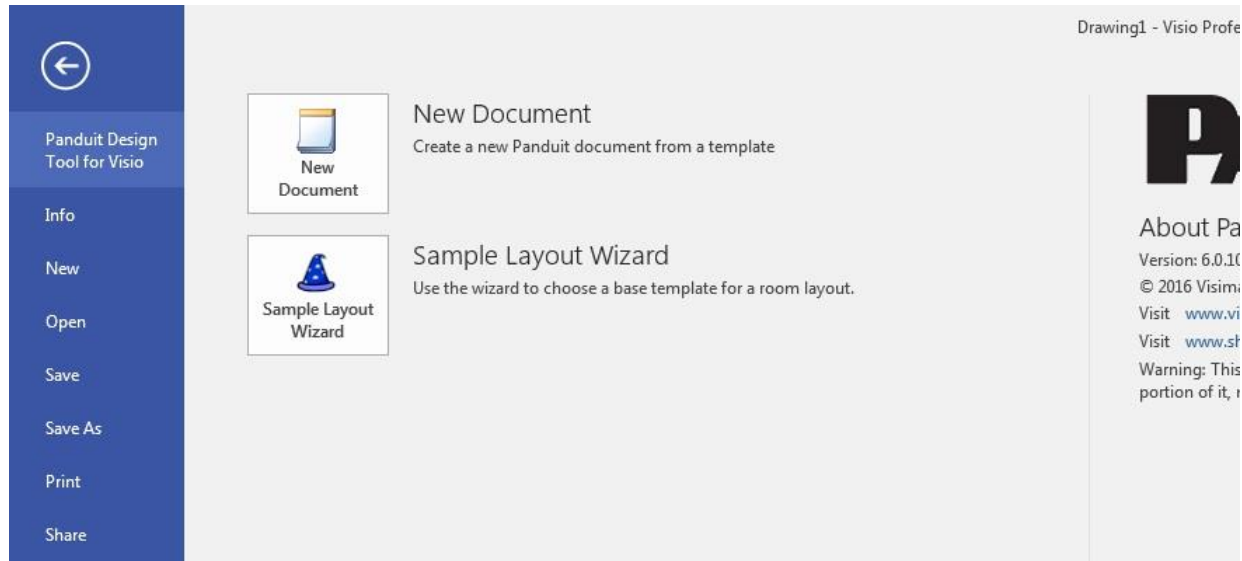 Drawing1 - Visio Profe
Panduit Design
Tool for Visio
Info
New
Open
Save
Save As
Print
Share
New
Document
New Document
Create a new Panduit document from a template
Sample Layout
Wizard
Sample Layout Wizard
Use the wizard to choose a base template for a room layout.
PA
About Pa
Version: 6.0.10
© 2016 Visima
Visit www.vi
Visit www.sh
Warning: This
portion of it, r